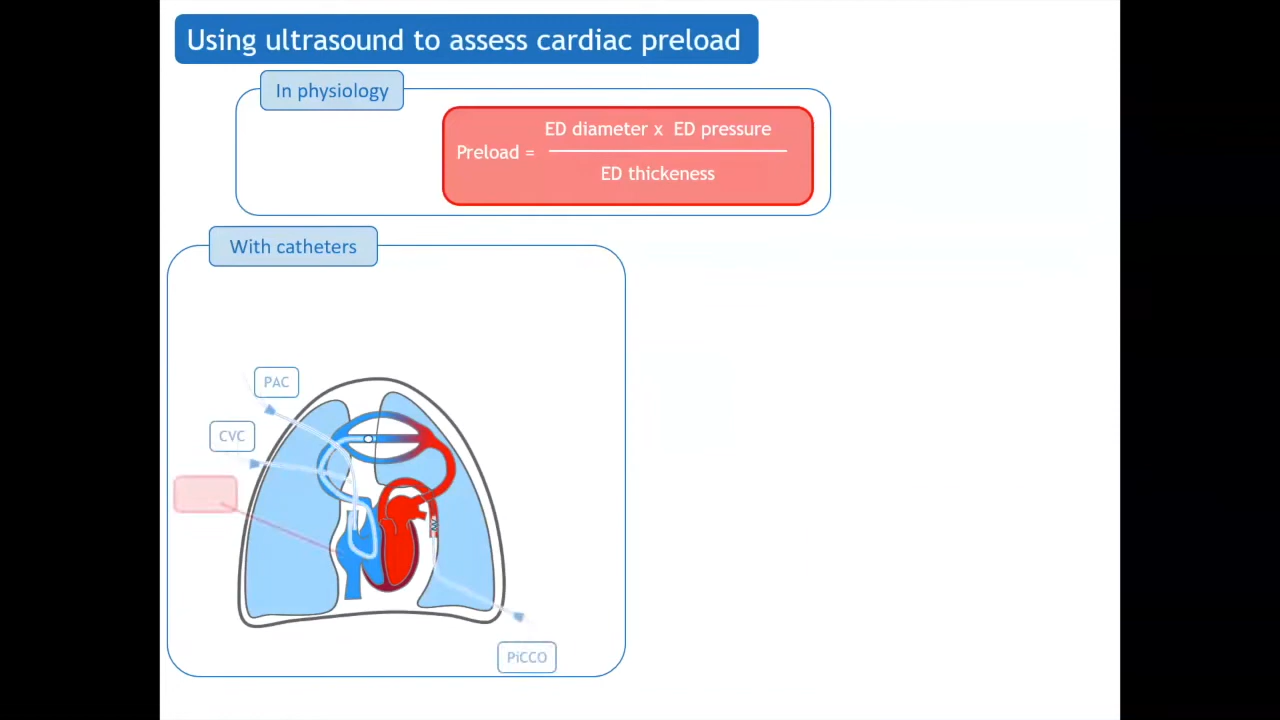 Using ultrasound to assess cardiac preload
In physiology
ED diameter x ED pressure
Preload =
ED thickeness
With catheters
PAC
CVC
PiCCO